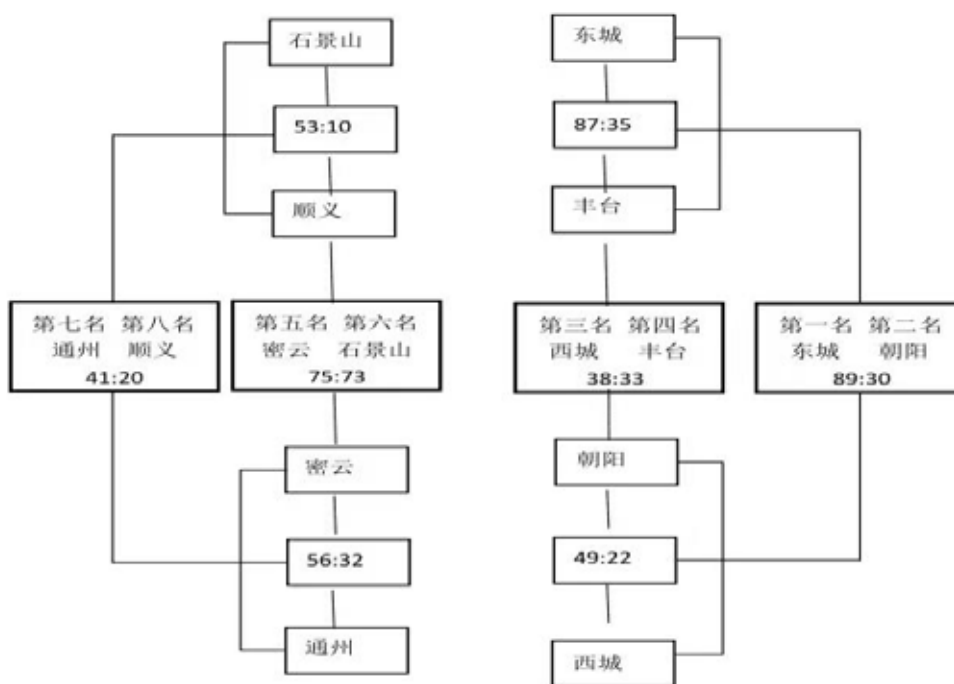 石景山
东城
53:10
87:35
顺义
丰台
第七名 第八名
通州 顺义
41:20
第五名 第六名
密云 石景山
75:73
第三名 第四名
西城 丰台
38:33
第一名 第二名
东城 朝阳
89:30
密云
朝阳
56:32
49:22
通州
西城